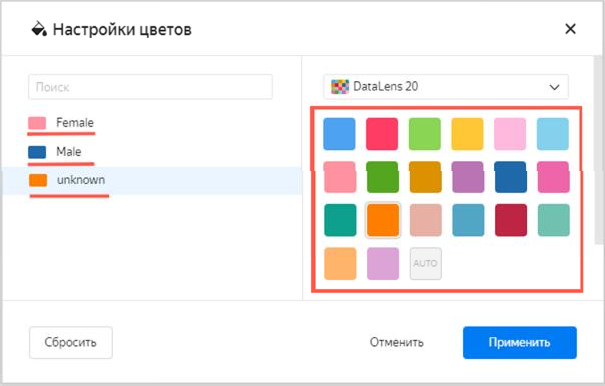 Настройки цветов
Поиск
DataLens 20
Female
Male
unknown
AUTO
Сбросить
Отменить
Применить